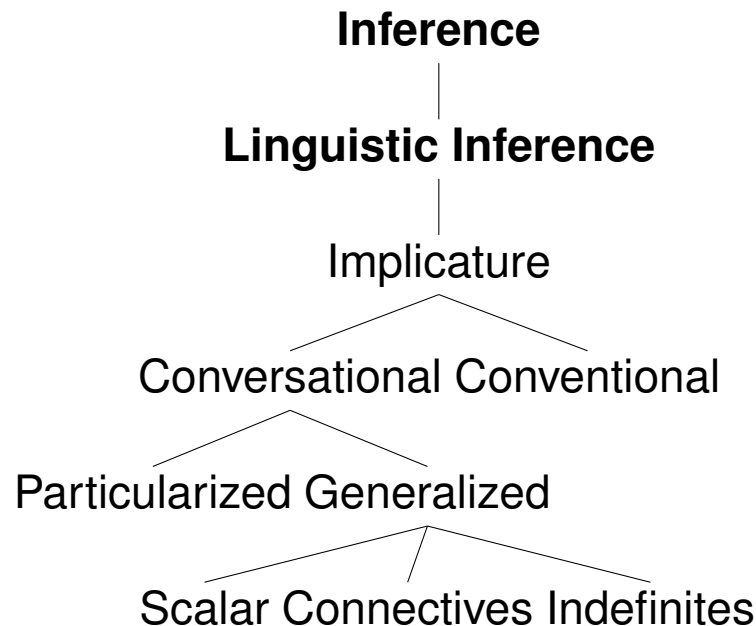 Inference
Linguistic Inference
Implicature
Conversational Conventional
Particularized Generalized
Scalar Connectives Indefinites